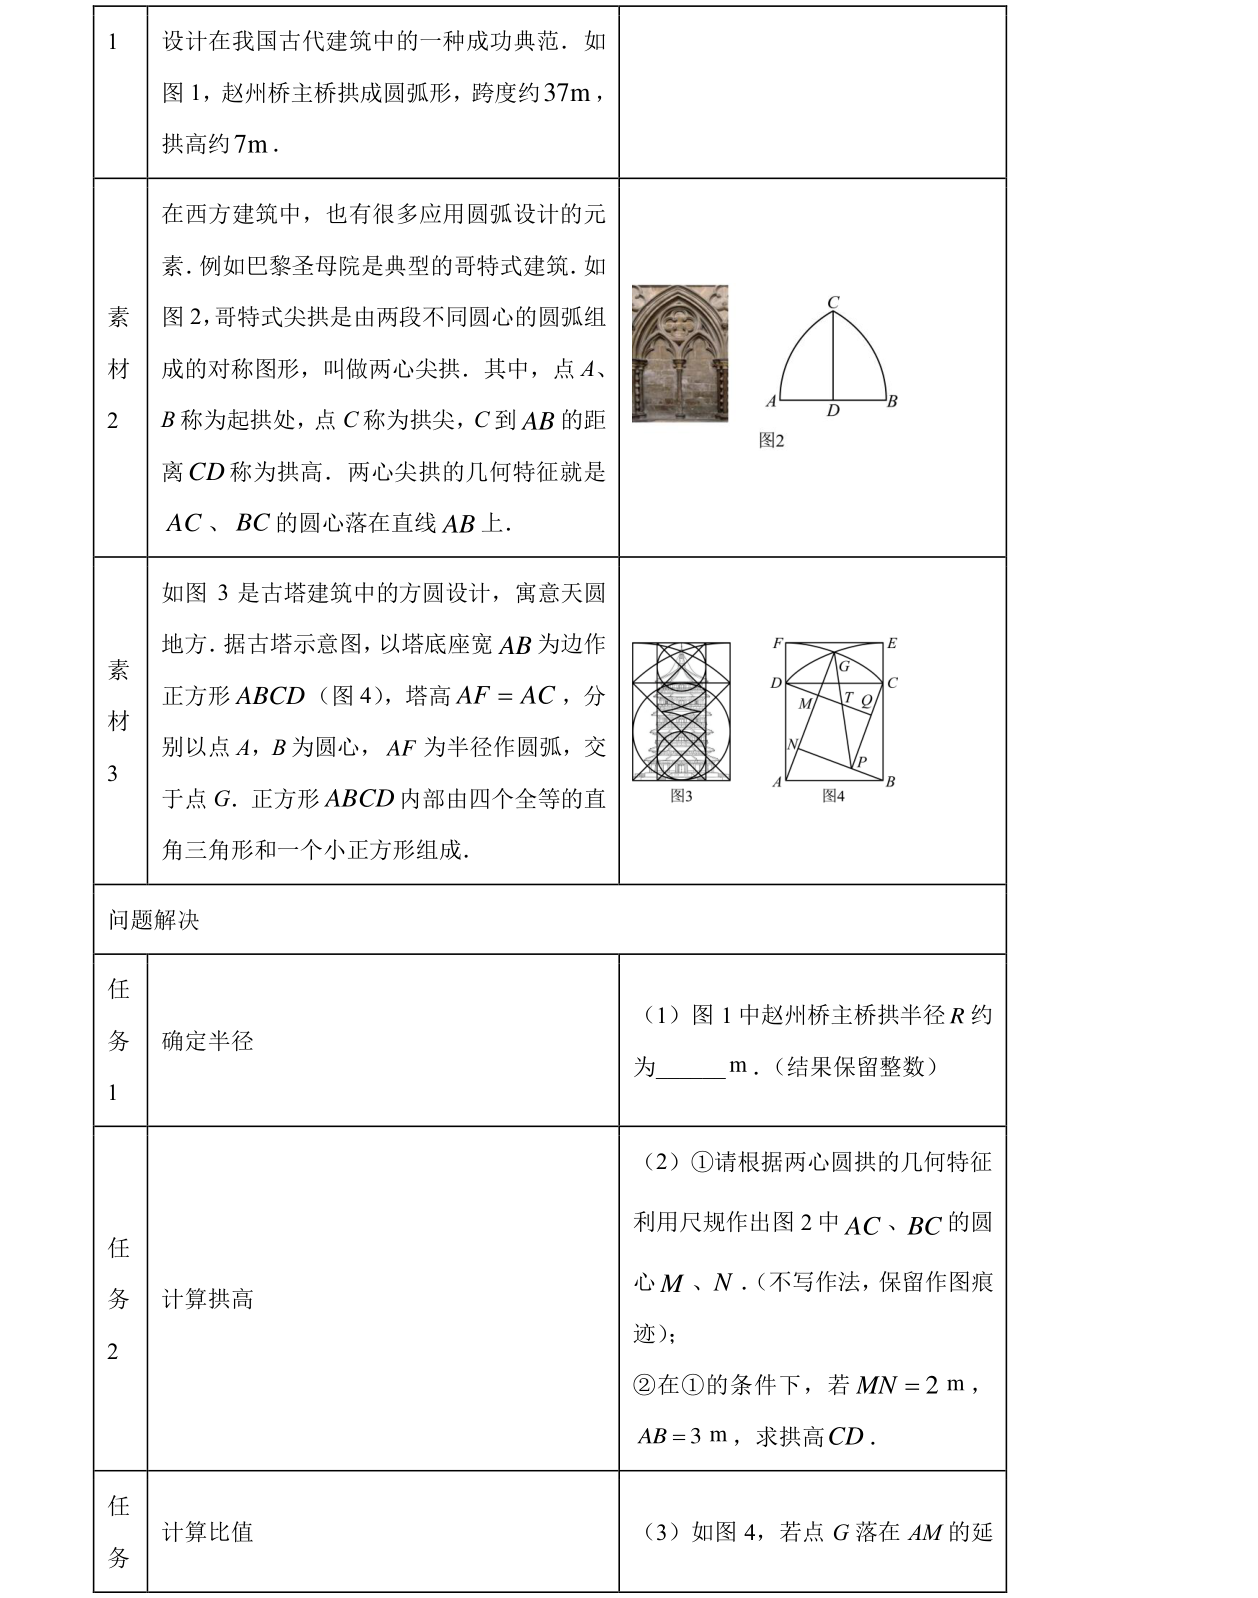 1
设计在我国古代建筑中的一种成功典范．如
图 1，赵州桥主桥拱成圆弧形，跨度约37m，
拱高约7m．
素
材
2
在西方建筑中，也有很多应用圆弧设计的元
素．例如巴黎圣母院是典型的哥特式建筑．如
图 2，哥特式尖拱是由两段不同圆心的圆弧组
成的对称图形，叫做两心尖拱．其中，点 A、
B 称为起拱处，点 C 称为拱尖，C 到 AB 的距
离 CD 称为拱高．两心尖拱的几何特征就是
AC 、 BC 的圆心落在直线 AB 上．
C
A
D
B
图2
素
材
3
如图 3 是古塔建筑中的方圆设计，寓意天圆
地方．据古塔示意图，以塔底座宽 AB 为边作
正方形 ABCD（图 4），塔高 AF = AC ，分
别以点 A，B 为圆心， AF 为半径作圆弧，交
于点 G．正方形 ABCD 内部由四个全等的直
角三角形和一个小正方形组成．
F
E
G
D
C
M
T
Q
N
P
A
B
图3
图4
问题解决
任
务
1
确定半径
（1）图 1 中赵州桥主桥拱半径 R 约
为______ m．（结果保留整数）
任
务
2
计算拱高
（2）①请根据两心圆拱的几何特征
利用尺规作出图 2 中 AC 、BC 的圆
心 M 、N ．（不写作法，保留作图痕
迹）；
②在①的条件下，若 MN = 2 m，
AB = 3 m，求拱高CD．
任
务
计算比值
（3）如图 4，若点 G 落在 AM 的延